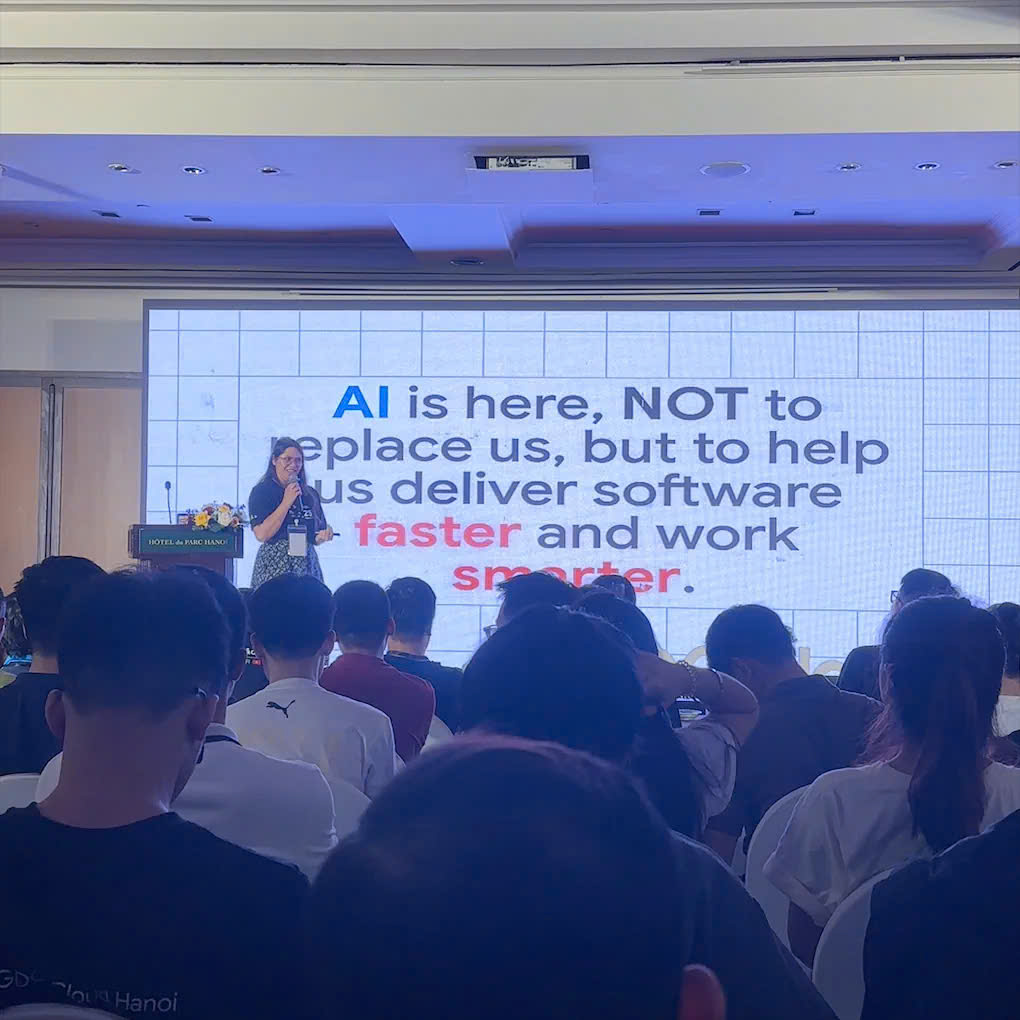 AI is here, NOT to
replace us, but to help
us deliver software
faster and work
smarter.
HÔTEL du PARC HANOI
Cloud Hanoi